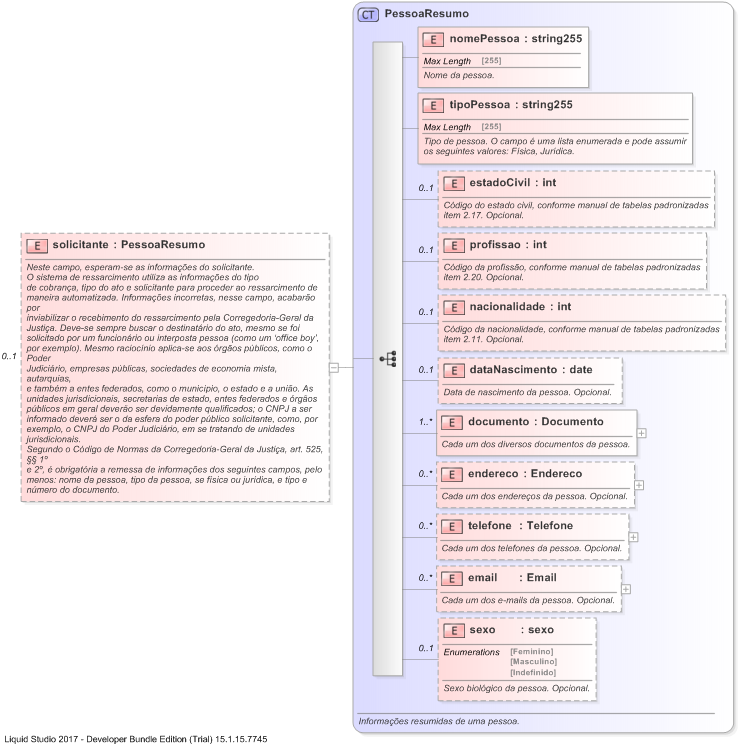 CT PessoaResumo
E nomePessoa : string255
Max Length [255]
Nome da pessoa.
E tipoPessoa : string255
Max Length [255]
Tipo de pessoa. O campo é uma lista enumerada e pode assumir
os seguintes valores: Física, Jurídica.
0..1
E estadoCivil : int
Código do estado civil, conforme manual de tabelas padronizadas
item 2.17. Opcional.
0..1
E profissao : int
Código da profissão, conforme manual de tabelas padronizadas
item 2.20. Opcional.
0..1
E nacionalidade : int
Código da nacionalidade, conforme manual de tabelas padronizadas
item 2.11. Opcional.
0..1
E dataNascimento : date
Data de nascimento da pessoa. Opcional.
1..*
E documento : Documento
Cada um dos diversos documentos da pessoa.
0..*
E endereco : Endereco
Cada um dos endereços da pessoa. Opcional.
0..*
E telefone : Telefone
Cada um dos telefones da pessoa. Opcional.
0..*
E email : Email
Cada um dos e-mails da pessoa. Opcional.
0..1
E sexo : sexo
Enumerations [Feminino]
[Masculino]
[Indefinido]
Sexo biológico da pessoa. Opcional.
Informações resumidas de uma pessoa.
0..1
E solicitante : PessoaResumo
Neste campo, esperam-se as informações do solicitante.
O sistema de ressarcimento utiliza as informações do tipo
de cobrança, tipo do ato e solicitante para proceder ao ressarcimento de
maneira automatizada. Informações incorretas, nesse campo, acabarão
por
inviabilizar o recebimento do ressarcimento pela Corregedoria-Geral da
Justiça. Deve-se sempre buscar o destinatário do ato, mesmo se foi
solicitado por um funcionário ou interposta pessoa (como um 'office boy',
por exemplo). Mesmo raciocínio aplica-se aos órgãos públicos, como o
Poder
Judiciário, empresas públicas, sociedades de economia mista,
autarquias,
e também a entes federados, como o município, o estado e a união. As
unidades jurisdicionais, secretarias de estado, entes federados e órgãos
públicos em geral deverão ser devidamente qualificados; o CNPJ a ser
informado deverá ser o da esfera do poder público solicitante, como, por
exemplo, o CNPJ do Poder Judiciário, em se tratando de unidades
jurisdicionais.
Segundo o Código de Normas da Corregedoria-Geral da Justiça, art. 525,
§§ 1º
e 2º, é obrigatória a remessa de informações dos seguintes campos, pelo
menos: nome da pessoa, tipo da pessoa, se física ou jurídica, e tipo e
número do documento.
Liquid Studio 2017 - Developer Bundle Edition (Trial) 15.1.15.7745